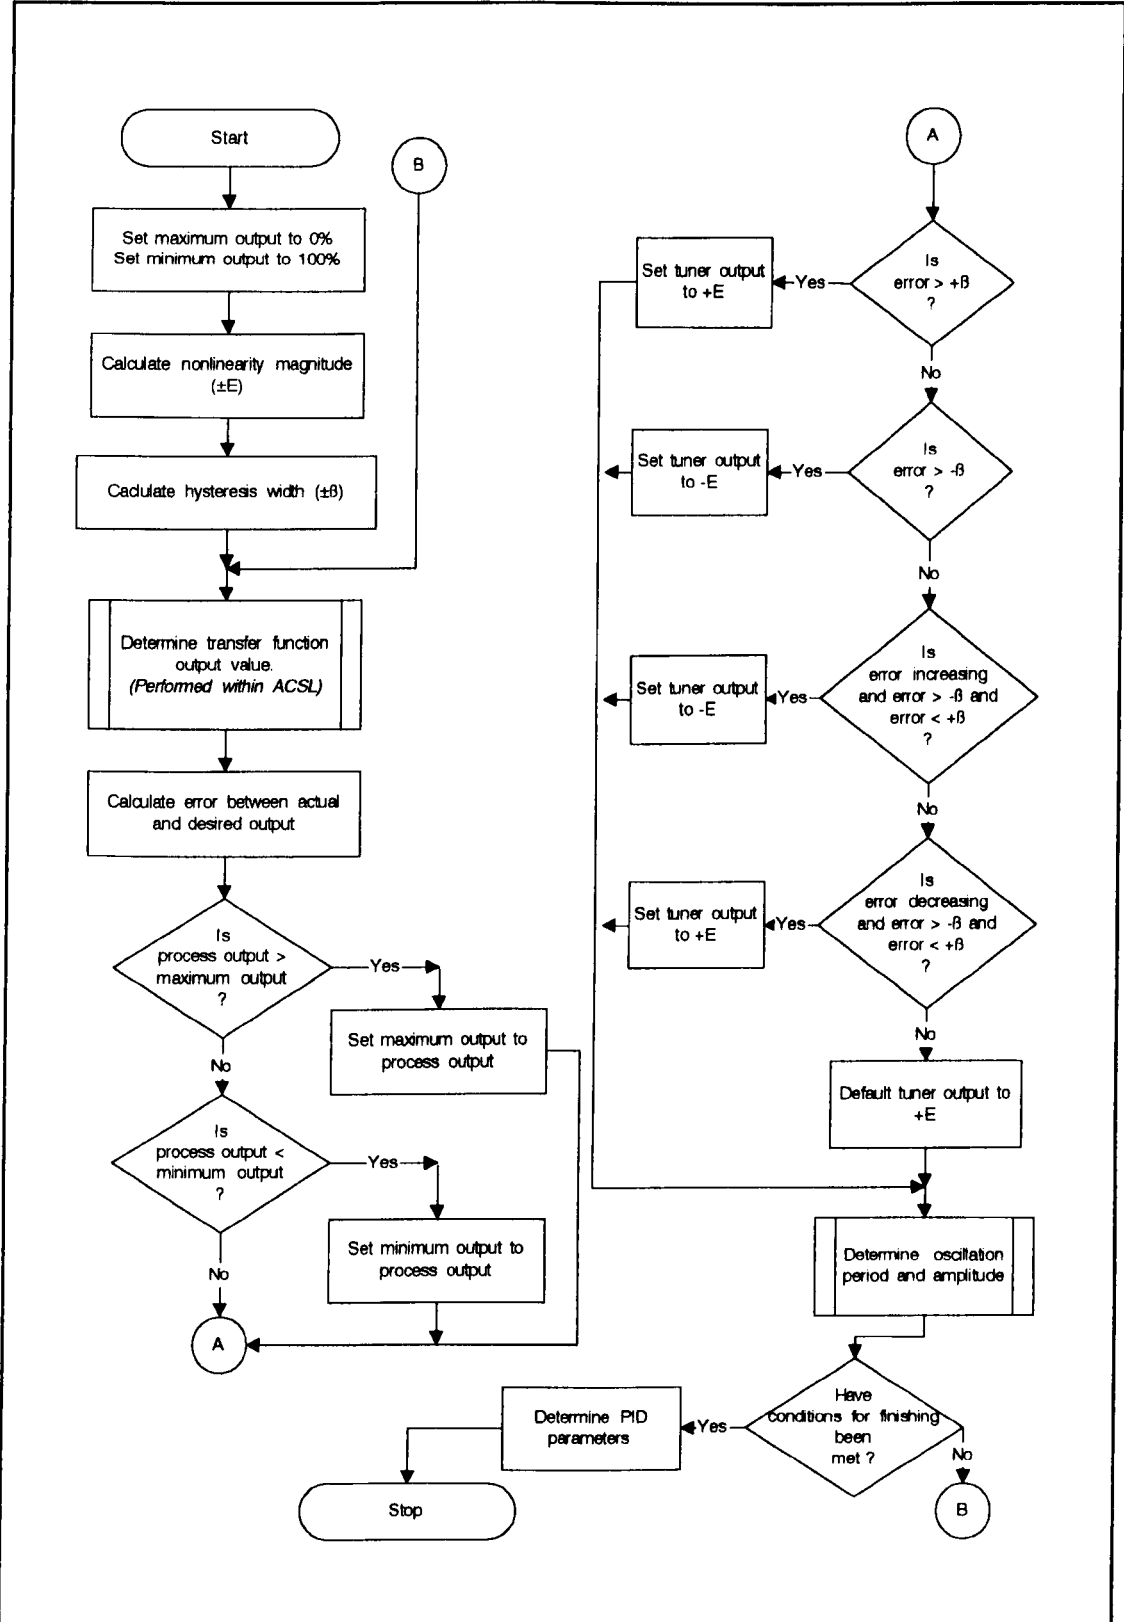 Start
Set maximum output to 0%
Set minimum output to 100%
Calculate nonlinearity magnitude
(±E)
Caclulate hysteresis width (±ß)
B
Determine transfer function
output value.
(Performed within ACSL)
Calculate error between actual
and desired output
Is
process output >
maximum output
?
Yes
Set maximum output to
process output
No
Is
process output <
minimum output
?
Yes
Set minimum output to
process output
No
A
A
Is
error > +ß
?
Yes
Set tuner output
to +E
No
Is
error > -ß
?
Yes
Set tuner output
to -E
No
Is
error increasing
and error > -ß and
error < +ß
?
Yes
Set tuner output
to -E
No
Is
error decreasing
and error > -ß and
error < +ß
?
Yes
Set tuner output
to +E
No
Default tuner output to
+E
Determine oscillation
period and amplitude
Have
conditions for finishing
been
met ?
Yes
Determine PID
parameters
Stop
No
B